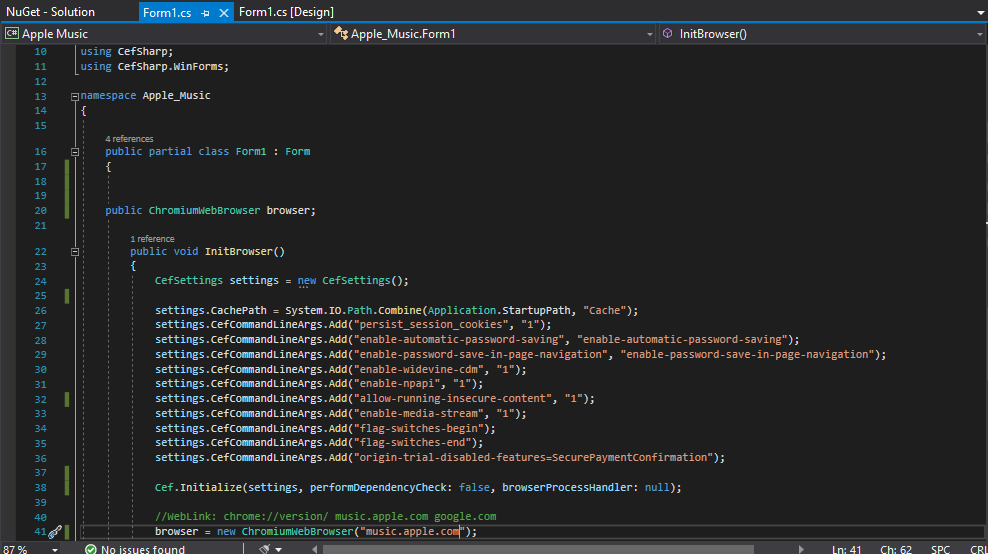 NuGet - Solution
Form1.cs
Form1.cs [Design]
C# Apple Music
Apple_Music.Form1
InitBrowser()
10 using CefSharp;
11 using CefSharp.WinForms;
12
13 namespace Apple_Music
14 {
15
4 references
16 public partial class Form1 : Form
17 {
18
19
20 public ChromiumWebBrowser browser;
21
1 reference
22 public void InitBrowser()
23 {
24 CefSettings settings = new CefSettings();
25
26 settings.CachePath = System.IO.Path.Combine(Application.StartupPath, "Cache");
27 settings.CefCommandLineArgs.Add("persist_session_cookies", "1");
28 settings.CefCommandLineArgs.Add("enable-automatic-password-saving", "enable-automatic-password-saving");
29 settings.CefCommandLineArgs.Add("enable-password-save-in-page-navigation", "enable-password-save-in-page-navigation");
30 settings.CefCommandLineArgs.Add("enable-widevine-cdm", "1");
31 settings.CefCommandLineArgs.Add("enable-npapi", "1");
32 settings.CefCommandLineArgs.Add("allow-running-insecure-content", "1");
33 settings.CefCommandLineArgs.Add("enable-media-stream", "1");
34 settings.CefCommandLineArgs.Add("flag-switches-begin");
35 settings.CefCommandLineArgs.Add("flag-switches-end");
36 settings.CefCommandLineArgs.Add("origin-trial-disabled-features=SecurePaymentConfirmation");
37
38 Cef.Initialize(settings, performDependencyCheck: false, browserProcessHandler: null);
39
40 //WebLink: chrome://version/ music.apple.com google.com
41 browser = new ChromiumWebBrowser("music.apple.com");
87 % No issues found Ln: 41 Ch: 62 SPC CRL